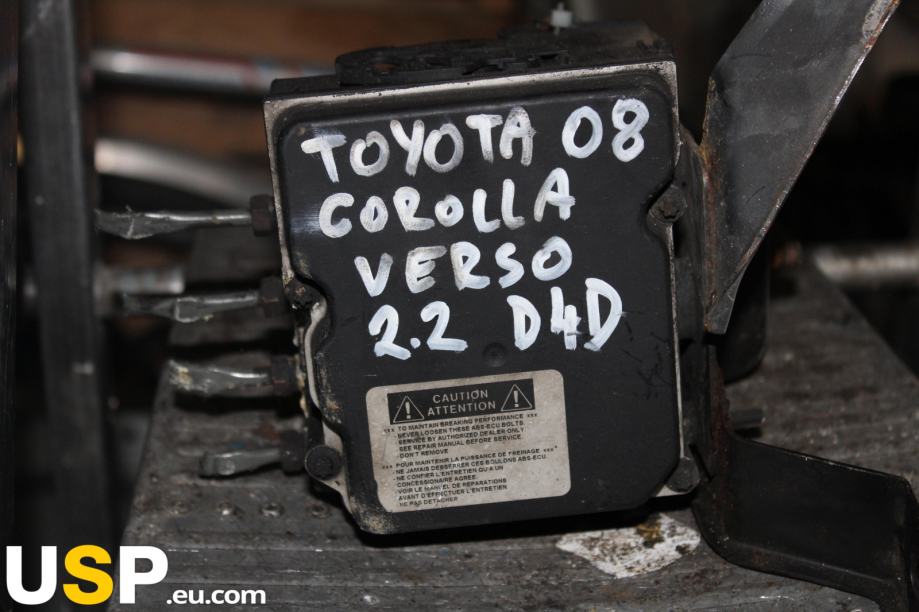 TOYOTA 08
COROLLA
VERSO
2.2 D4D
CAUTION
ATTENTION
*** TO MAINTAIN BREAKING PERFORMANCE ***
- NEVER LOOSEN THESE ABS-ECU BOLTS.
- SERVICE BY AUTHORIZED DEALER ONLY
SEE REPAIR MANUAL BEFORE SERVICE
- DON'T REMOVE
*** POUR MAINTENIR LA PUISSANCE DE FREINAGE ***
- NE JAMAIS DESSERRER CES BOULONS ABS-ECU.
- NE CONFIER L'ENTRETIEN QU'A UN
CONCESSIONAIRE AGREE.
- VOIR LE MANUEL DE REPARATIONS
AVANT D'EFFECTUER L'ENTRETIEN
- NE PAS DETACHER
USP.eu.com